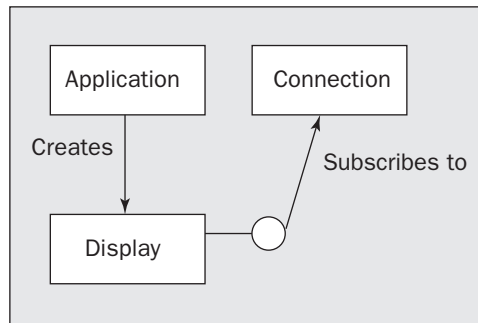 Application
Connection
Creates
Subscribes to
Display